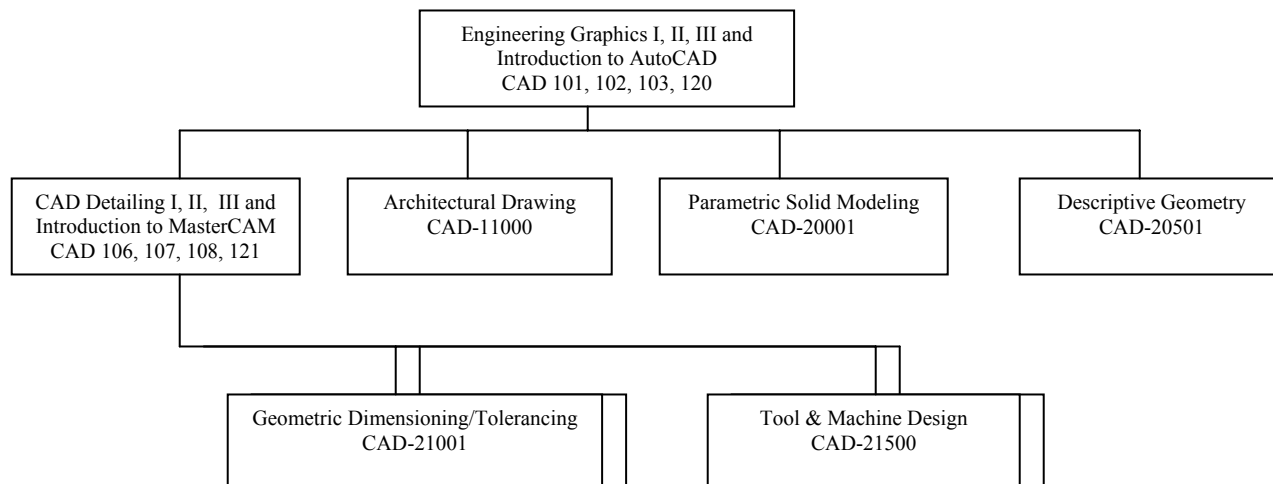 Engineering Graphics I, II, III and
Introduction to AutoCAD
CAD 101, 102, 103, 120
CAD Detailing I, II, III and
Introduction to MasterCAM
CAD 106, 107, 108, 121
Architectural Drawing
CAD-11000
Parametric Solid Modeling
CAD-20001
Descriptive Geometry
CAD-20501
Geometric Dimensioning/Tolerancing
CAD-21001
Tool & Machine Design
CAD-21500